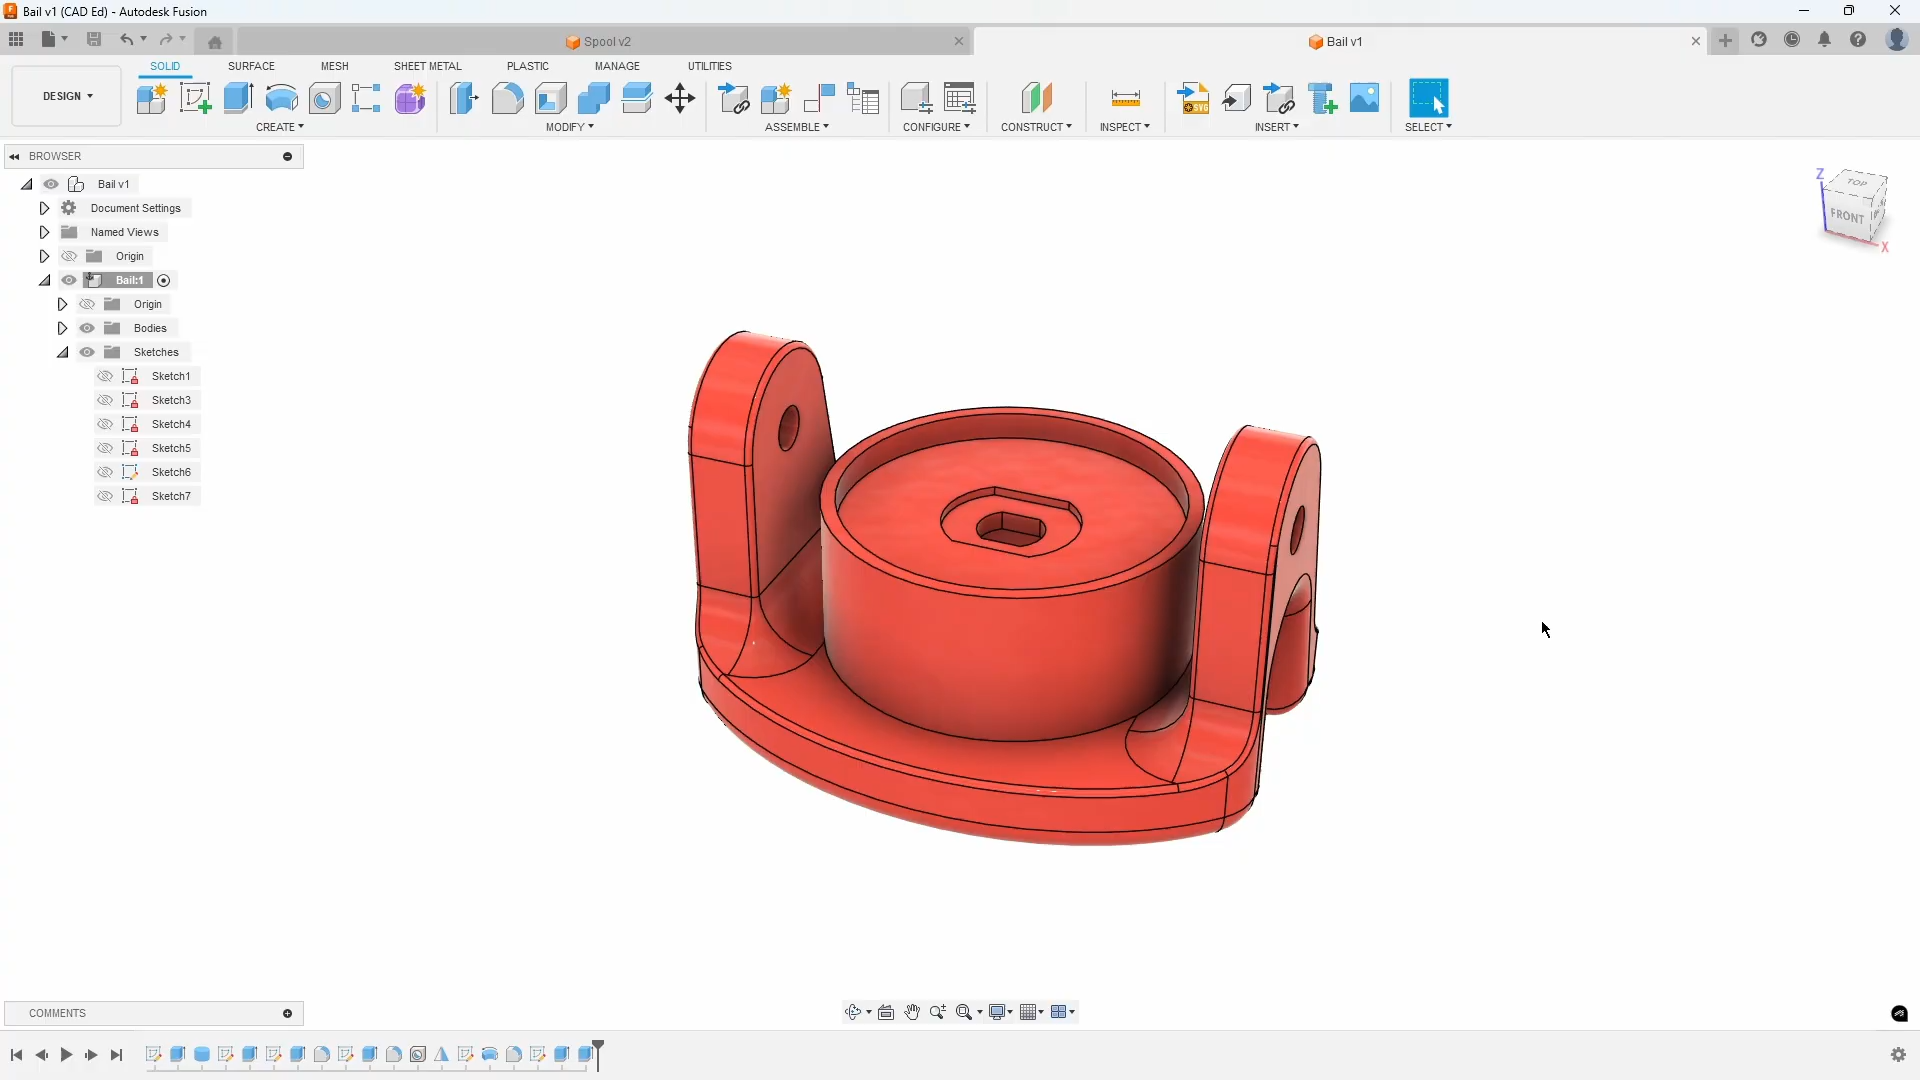 Bail v1 (CAD Ed) - Autodesk Fusion
Spool v2
Bail v1
DESIGN
SOLID SURFACE MESH SHEET METAL PLASTIC MANAGE UTILITIES
SVG
CREATE MODIFY ASSEMBLE CONFIGURE CONSTRUCT INSPECT INSERT SELECT
BROWSER
Bail v1
Document Settings
Named Views
Origin
Bail:1
Origin
Bodies
Sketches
Sketch1
Sketch3
Sketch4
Sketch5
Sketch6
Sketch7
Z
TOP
FRONT
X
COMMENTS